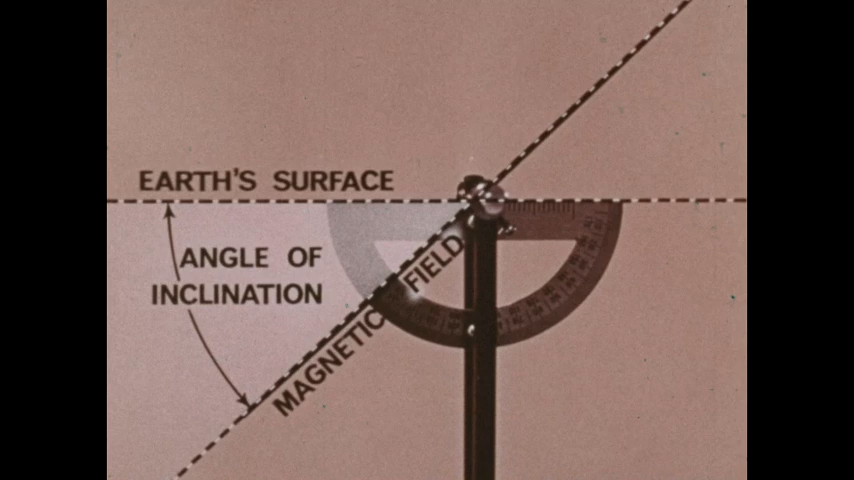 EARTH'S SURFACE
ANGLE OF
INCLINATION
MAGNETIC FIELD